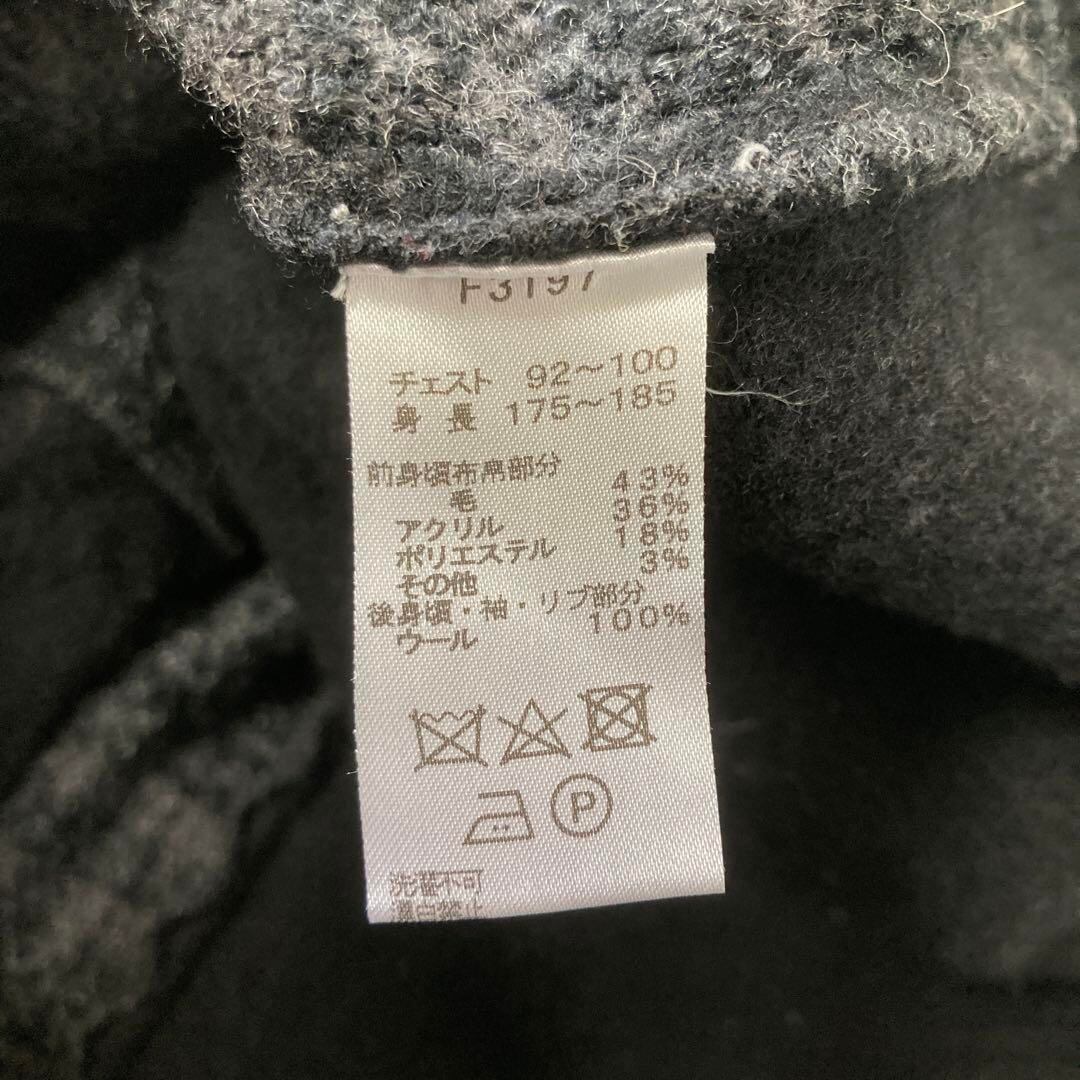 F3197
チェスト 92～100
身 長 175～185
前身頃布帛部分
毛 43%
アクリル 36%
ポリエステル 18%
その他 3%
後身頃・袖・リブ部分
ウール 100%
P
洗濯不可
漂白禁止